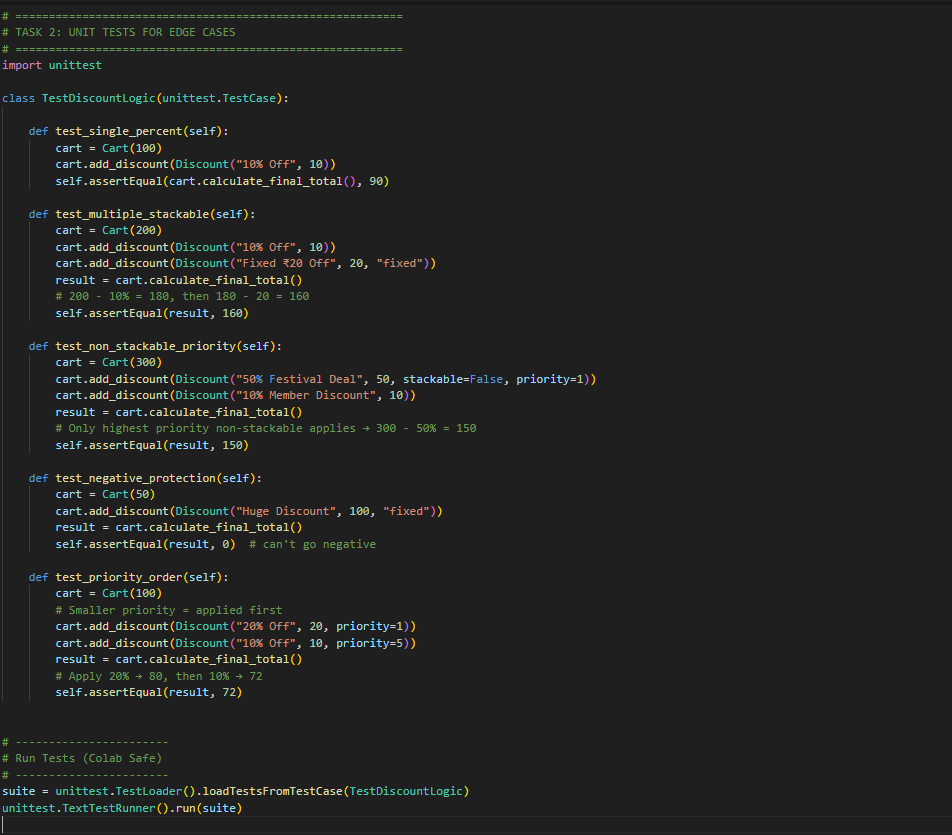 # ==========================================================
# TASK 2: UNIT TESTS FOR EDGE CASES
# ==========================================================
import unittest

class TestDiscountLogic(unittest.TestCase):

    def test_single_percent(self):
        cart = Cart(100)
        cart.add_discount(Discount("10% Off", 10))
        self.assertEqual(cart.calculate_final_total(), 90)

    def test_multiple_stackable(self):
        cart = Cart(200)
        cart.add_discount(Discount("10% Off", 10))
        cart.add_discount(Discount("Fixed ₹20 Off", 20, "fixed"))
        result = cart.calculate_final_total()
        # 200 - 10% = 180, then 180 - 20 = 160
        self.assertEqual(result, 160)

    def test_non_stackable_priority(self):
        cart = Cart(300)
        cart.add_discount(Discount("50% Festival Deal", 50, stackable=False, priority=1))
        cart.add_discount(Discount("10% Member Discount", 10))
        result = cart.calculate_final_total()
        # Only highest priority non-stackable applies → 300 - 50% = 150
        self.assertEqual(result, 150)

    def test_negative_protection(self):
        cart = Cart(50)
        cart.add_discount(Discount("Huge Discount", 100, "fixed"))
        result = cart.calculate_final_total()
        self.assertEqual(result, 0)  # can't go negative

    def test_priority_order(self):
        cart = Cart(100)
        # Smaller priority = applied first
        cart.add_discount(Discount("20% Off", 20, priority=1))
        cart.add_discount(Discount("10% Off", 10, priority=5))
        result = cart.calculate_final_total()
        # Apply 20% → 80, then 10% → 72
        self.assertEqual(result, 72)


# -----------------------
# Run Tests (Colab Safe)
# -----------------------
suite = unittest.TestLoader().loadTestsFromTestCase(TestDiscountLogic)
unittest.TextTestRunner().run(suite)